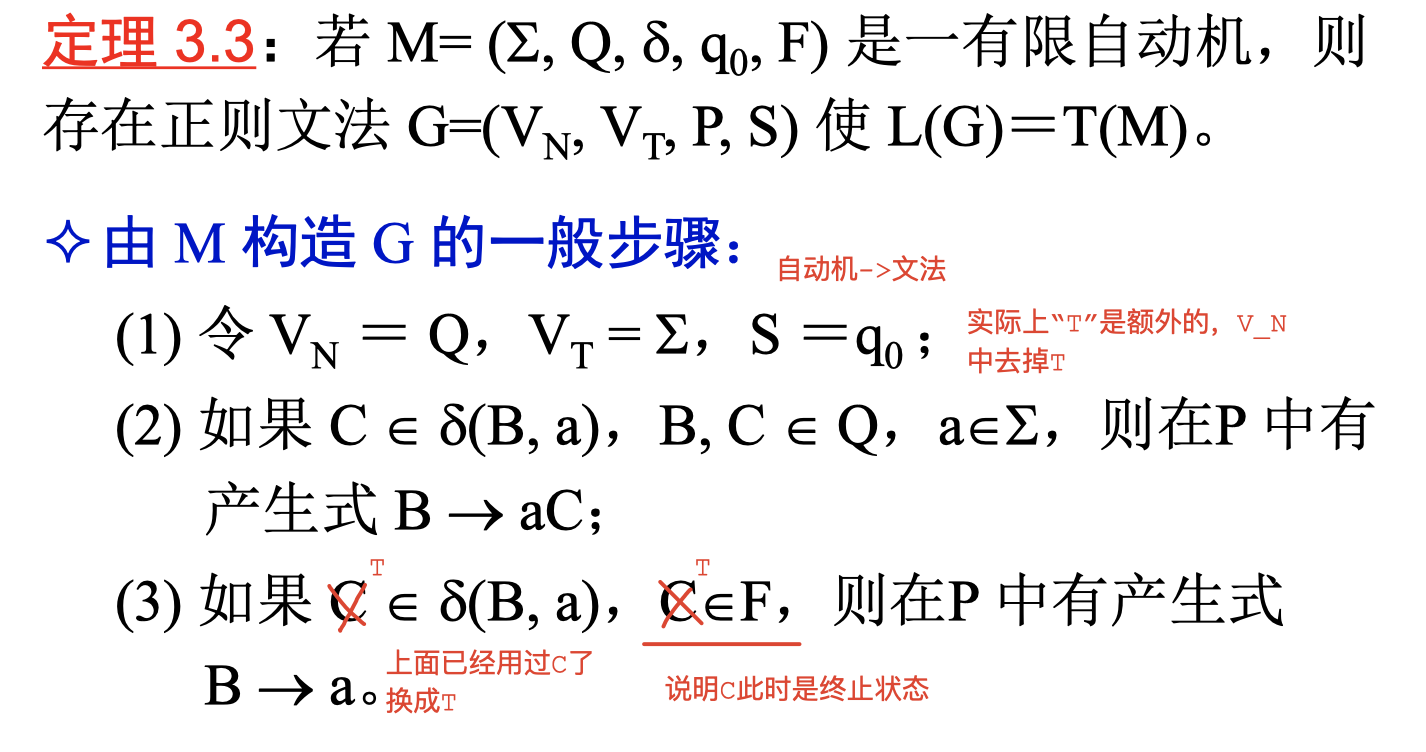 定理 3.3：若 M= (Σ, Q, δ, q₀, F) 是一有限自动机，则
存在正则文法 G=(V_N, V_T, P, S) 使 L(G)＝T(M)。
✧由 M 构造 G 的一般步骤：
自动机->文法
(1) 令 V_N ＝ Q，V_T = Σ，S ＝q₀；
实际上“T”是额外的，V_N
中去掉T
(2) 如果 C ∈ δ(B, a)，B, C ∈ Q，a∈Σ，则在P 中有
产生式 B → aC；
T T
(3) 如果 C ∈ δ(B, a)，C∈F，则在P 中有产生式
B → a。
上面已经用过C了
换成T
说明C此时是终止状态